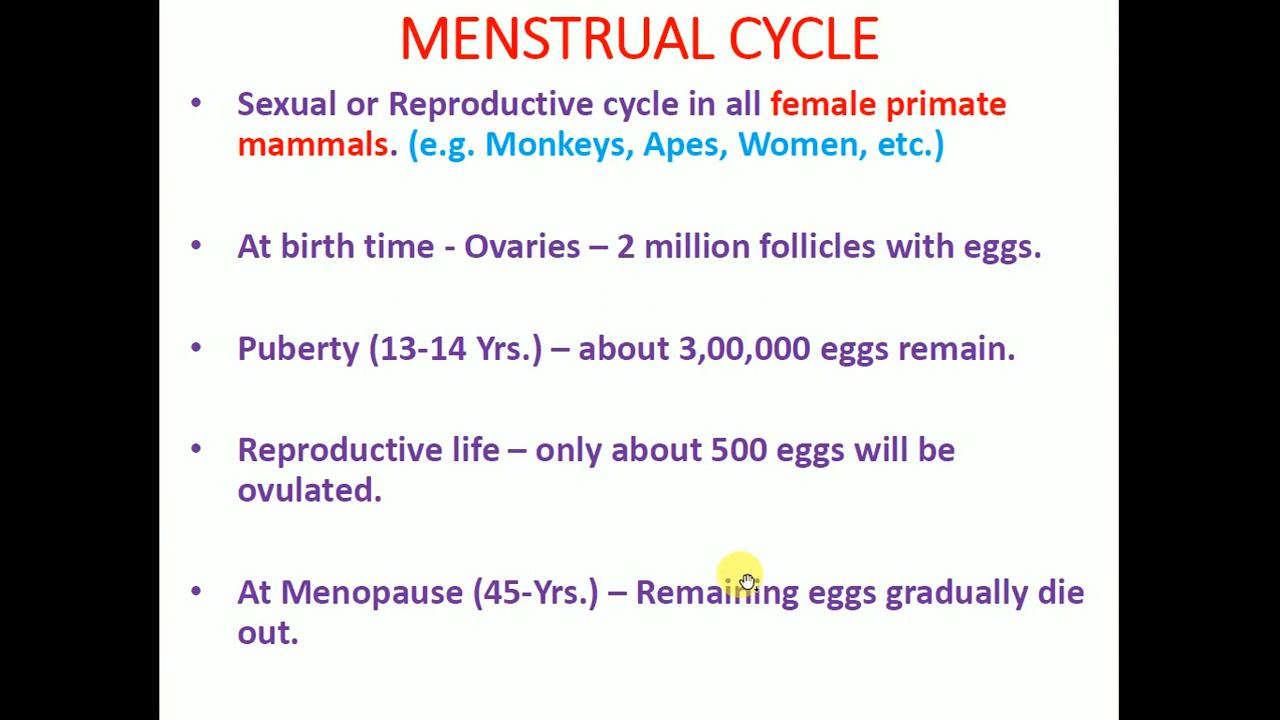 MENSTRUAL CYCLE
• Sexual or Reproductive cycle in all female primate
mammals. (e.g. Monkeys, Apes, Women, etc.)
• At birth time - Ovaries – 2 million follicles with eggs.
• Puberty (13-14 Yrs.) – about 3,00,000 eggs remain.
• Reproductive life – only about 500 eggs will be
ovulated.
• At Menopause (45-Yrs.) – Remaining eggs gradually die
out.